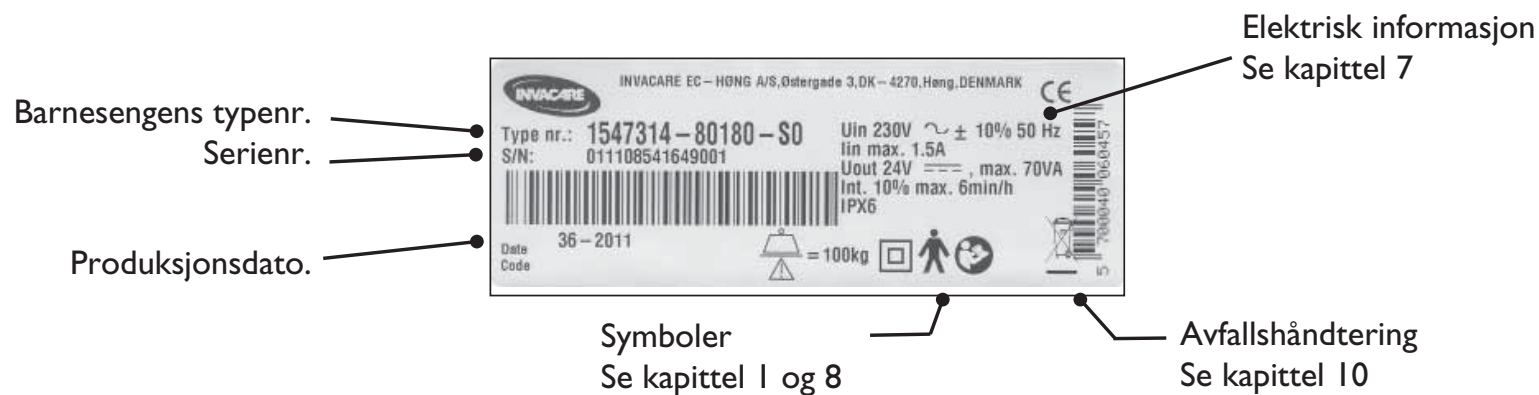 Elektrisk informasjon
Se kapittel 7
INVACARE
INVACARE EC–HØNG A/S,Østergade 3,DK–4270,Høng,DENMARK
CE
Barnesengens typenr.
Type nr.: 1547314–80180–S0
Serienr.
S/N: 011108541649001
Uin 230V ~ ± 10% 50 Hz
Iin max. 1.5A
Uout 24V ⎓, max. 70VA
Int. 10% max. 6min/h
IPX6
5 700040 060457
Produksjonsdato.
Date Code
36–2011
= 100kg
Symboler
Se kapittel 1 og 8
Avfallshåndtering
Se kapittel 10